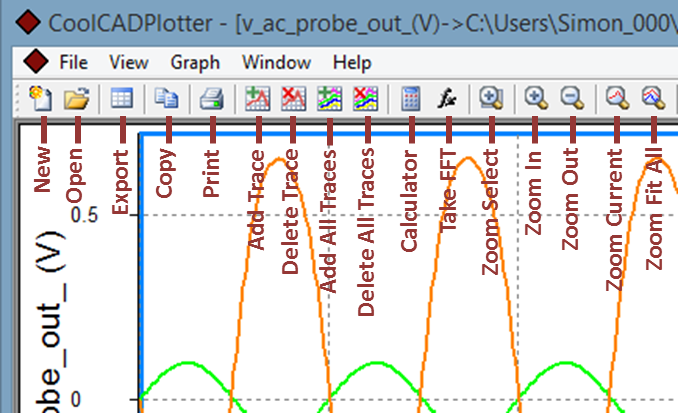 CoolCADPlotter - [v_ac_probe_out_(V)->C:\Users\Simon_000\
File View Graph Window Help
fx
New
Open
Export
Copy
Print
Add Trace
Delete Trace
Add All Traces
Delete All Traces
Calculator
Take FFT
Zoom Select
Zoom In
Zoom Out
Zoom Current
Zoom Fit All
0.5
0
obe_out_ (V)